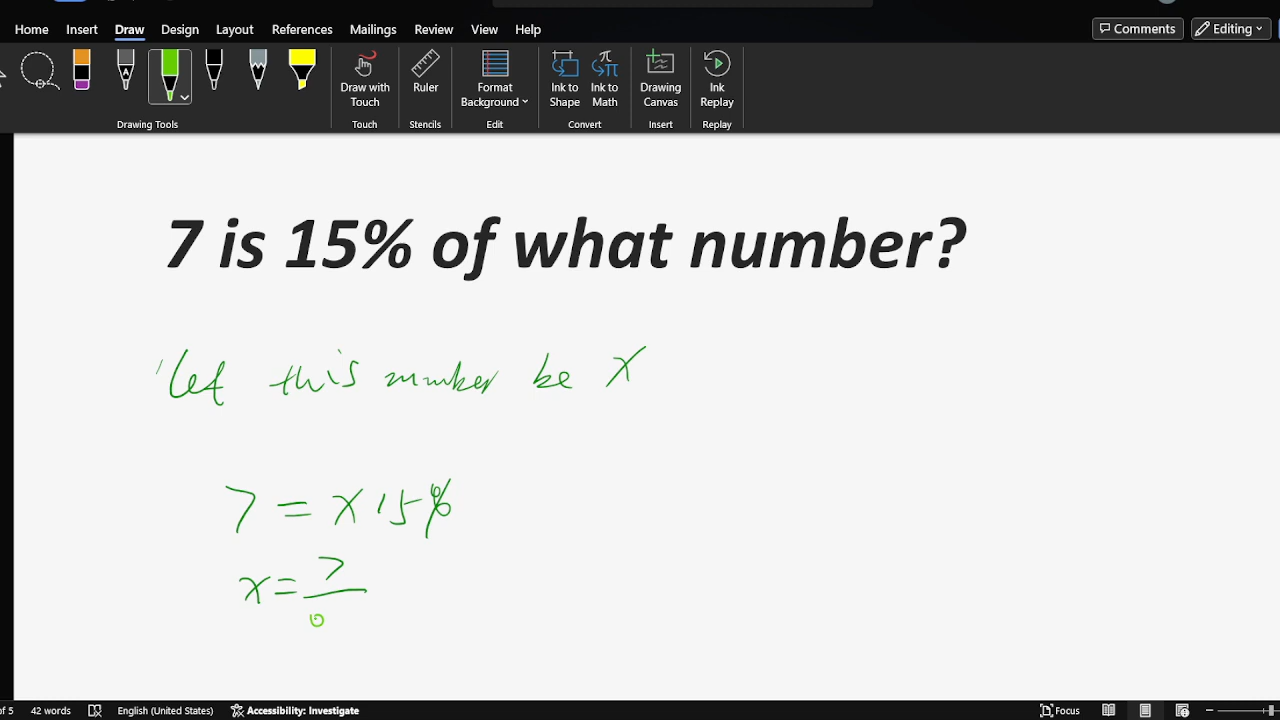 Home Insert Draw Design Layout References Mailings Review View Help
Comments Editing
Draw with Touch
Ruler
Format Background
Ink to Shape
Ink to Math
Drawing Canvas
Ink Replay
Drawing Tools Touch Stencils Edit Convert Insert Replay
7 is 15% of what number?
let this number be x
7 = x 15%
x = 7
0
of 5 42 words English (United States) Accessibility: Investigate Focus